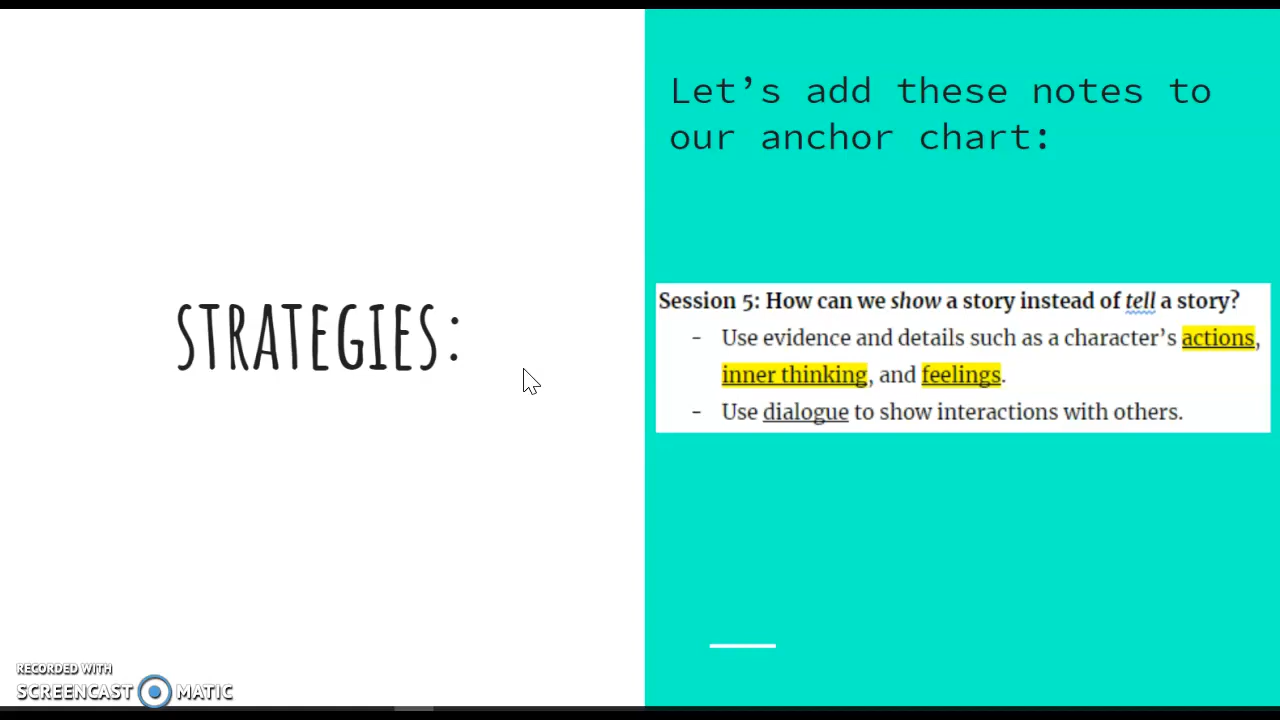 STRATEGIES:
Let’s add these notes to
our anchor chart:
Session 5: How can we show a story instead of tell a story?
- Use evidence and details such as a character’s actions,
inner thinking, and feelings.
- Use dialogue to show interactions with others.
RECORDED WITH
SCREENCAST MATIC